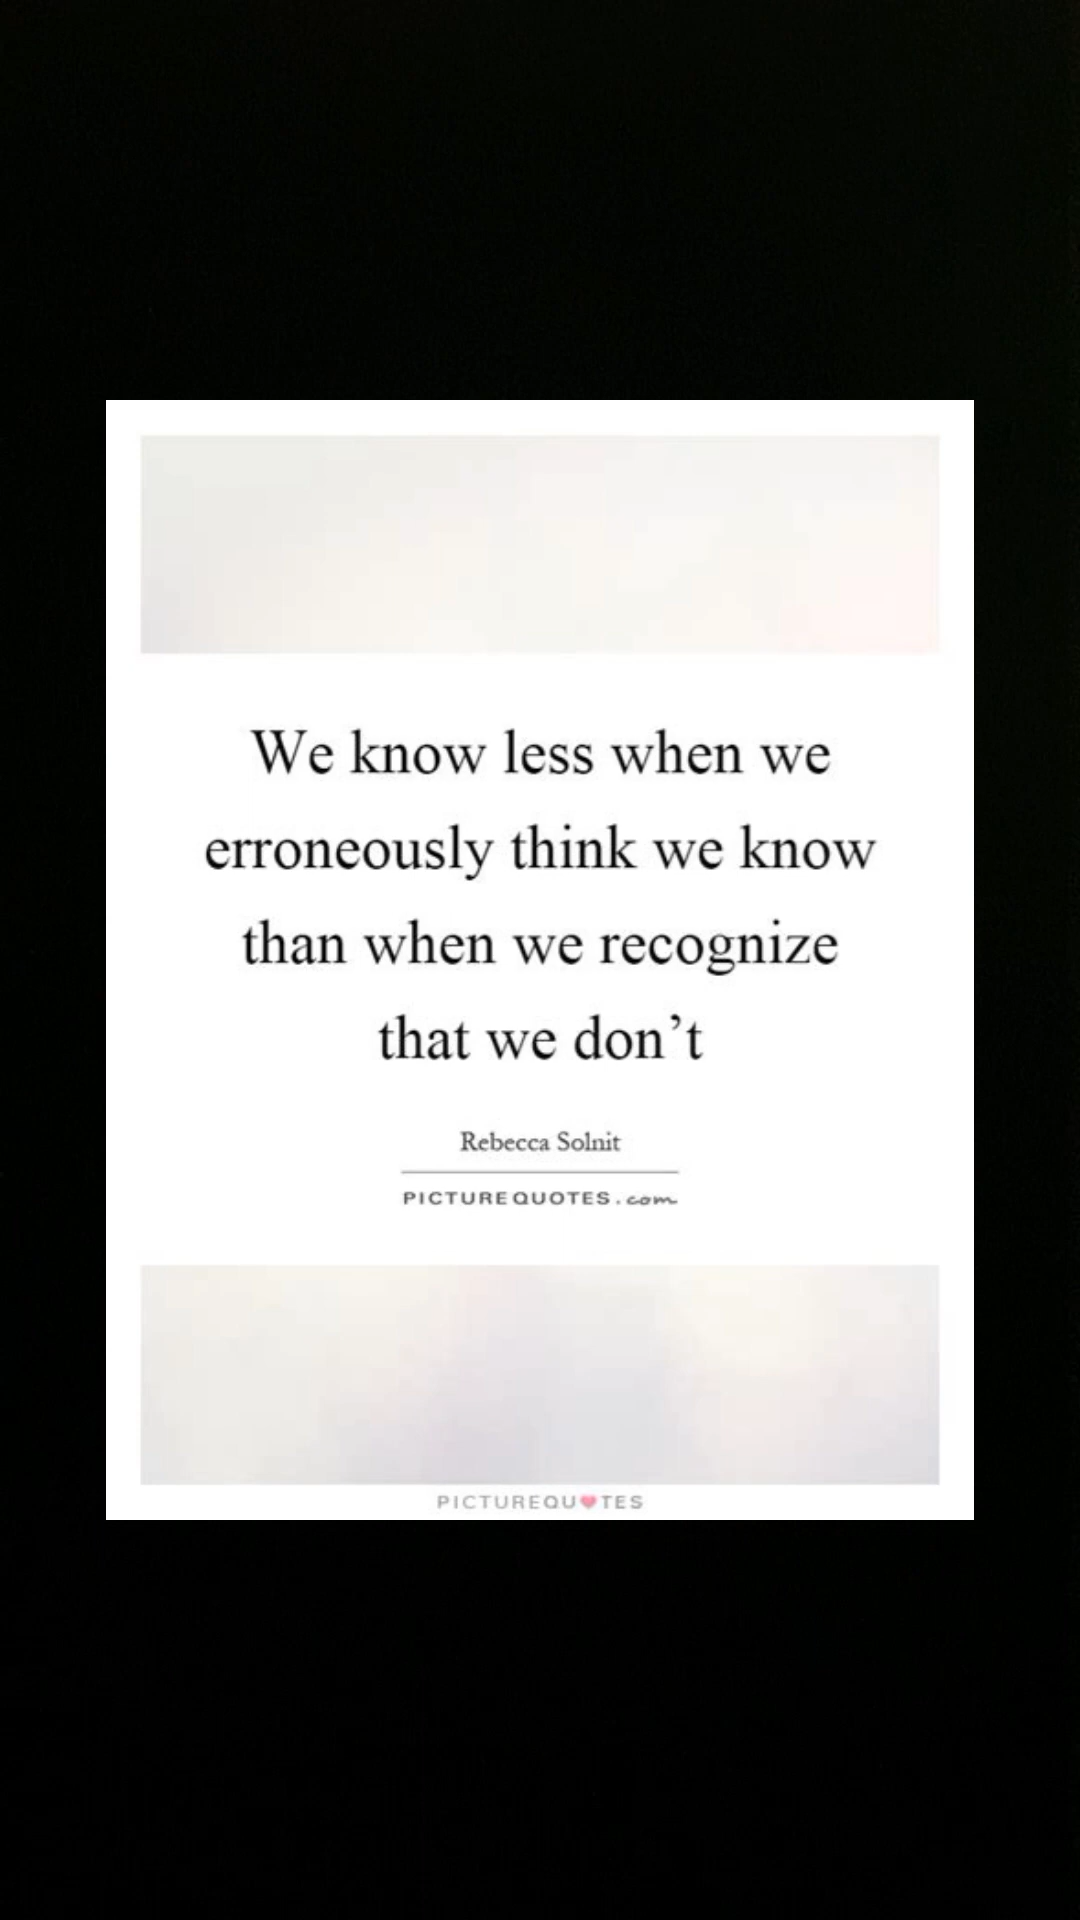 We know less when we
erroneously think we know
than when we recognize
that we don’t
Rebecca Solnit
PICTUREQUOTES.com
PICTUREQU♥TES